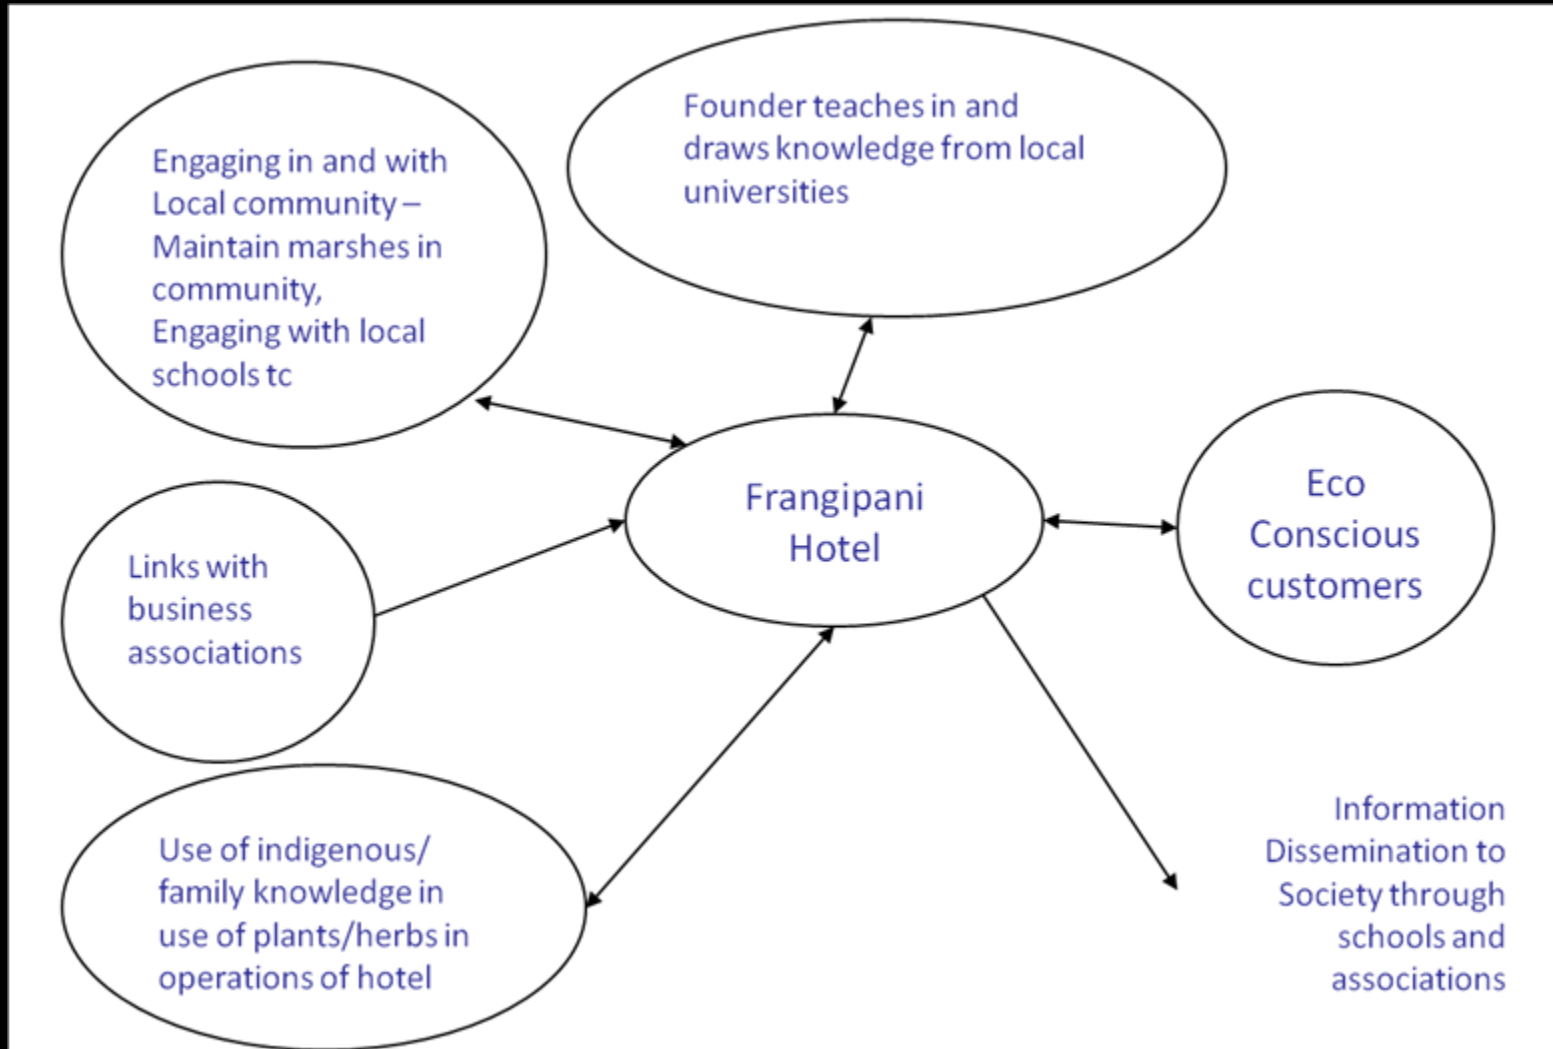 Founder teaches in and
draws knowledge from local
universities
Engaging in and with
Local community –
Maintain marshes in
community,
Engaging with local
schools tc
Frangipani
Hotel
Eco
Conscious
customers
Links with
business
associations
Use of indigenous/
family knowledge in
use of plants/herbs in
operations of hotel
Information
Dissemination to
Society through
schools and
associations